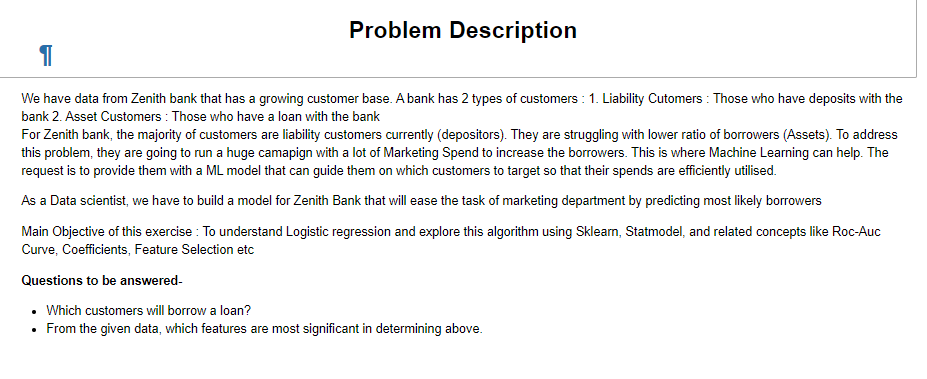 Problem Description
¶
We have data from Zenith bank that has a growing customer base. A bank has 2 types of customers : 1. Liability Cutomers : Those who have deposits with the
bank 2. Asset Customers : Those who have a loan with the bank
For Zenith bank, the majority of customers are liability customers currently (depositors). They are struggling with lower ratio of borrowers (Assets). To address
this problem, they are going to run a huge camapign with a lot of Marketing Spend to increase the borrowers. This is where Machine Learning can help. The
request is to provide them with a ML model that can guide them on which customers to target so that their spends are efficiently utilised.
As a Data scientist, we have to build a model for Zenith Bank that will ease the task of marketing department by predicting most likely borrowers
Main Objective of this exercise : To understand Logistic regression and explore this algorithm using Sklearn, Statmodel, and related concepts like Roc-Auc
Curve, Coefficients, Feature Selection etc
Questions to be answered-
• Which customers will borrow a loan?
• From the given data, which features are most significant in determining above.